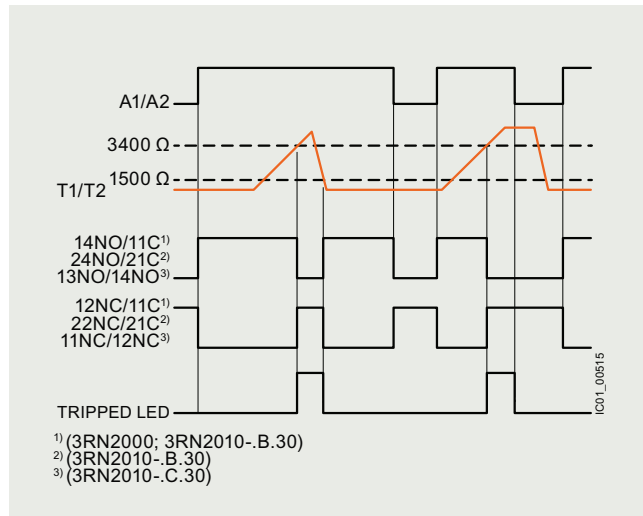 A1/A2
3400 Ω
1500 Ω
T1/T2
14NO/11C¹⁾
24NO/21C²⁾
13NO/14NO³⁾
12NC/11C¹⁾
22NC/21C²⁾
11NC/12NC³⁾
IC01_00515
TRIPPED LED
¹⁾ (3RN2000; 3RN2010-.B.30)
²⁾ (3RN2010-.B.30)
³⁾ (3RN2010-.C.30)